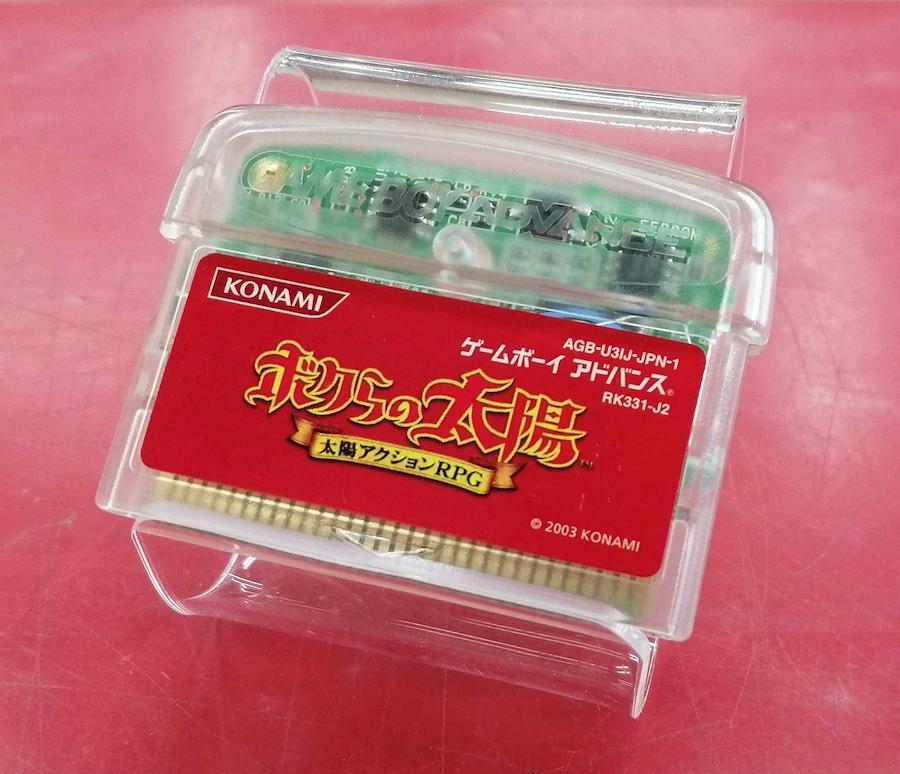 GAME BOY ADVANCE
KONAMI
AGB-U3IJ-JPN-1
ゲームボーイ アドバンス®
RK331-J2
ボクらの太陽™
太陽アクションRPG
© 2003 KONAMI